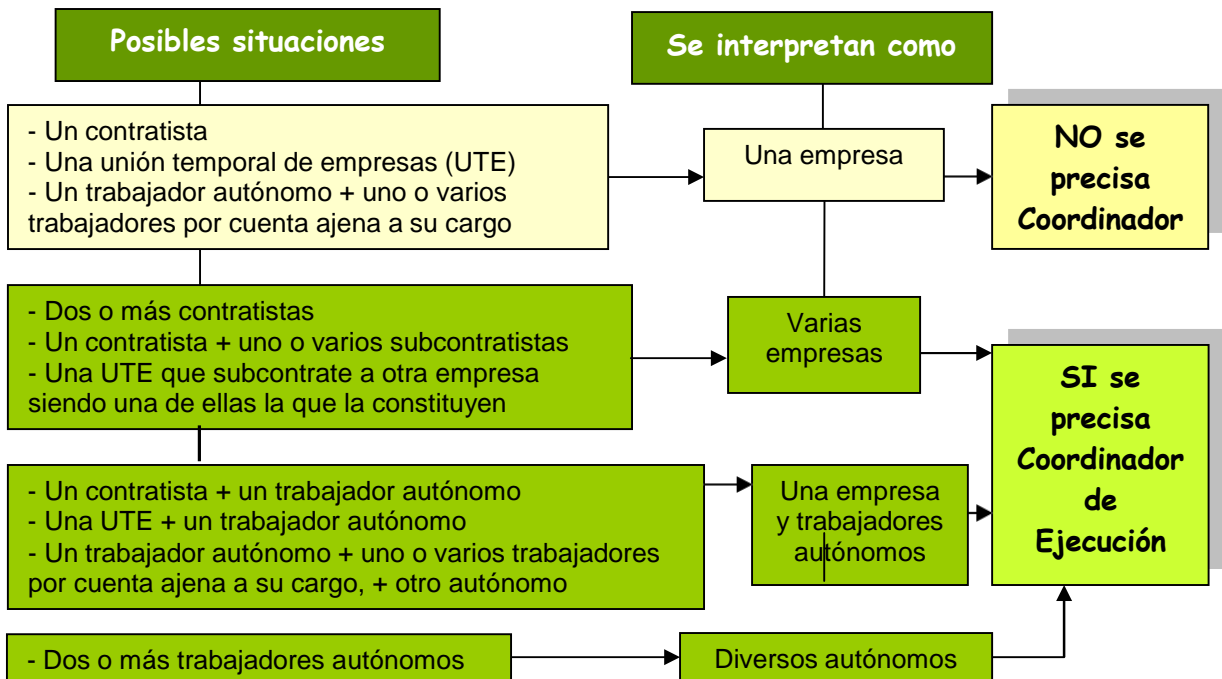 Posibles situaciones
Se interpretan como
- Un contratista
- Una unión temporal de empresas (UTE)
- Un trabajador autónomo + uno o varios
trabajadores por cuenta ajena a su cargo
Una empresa
NO se
precisa
Coordinador
- Dos o más contratistas
- Un contratista + uno o varios subcontratistas
- Una UTE que subcontrate a otra empresa
siendo una de ellas la que la constituyen
Varias
empresas
SI se
precisa
Coordinador
de
Ejecución
- Un contratista + un trabajador autónomo
- Una UTE + un trabajador autónomo
- Un trabajador autónomo + uno o varios trabajadores
por cuenta ajena a su cargo, + otro autónomo
Una empresa
y trabajadores
autónomos
- Dos o más trabajadores autónomos
Diversos autónomos